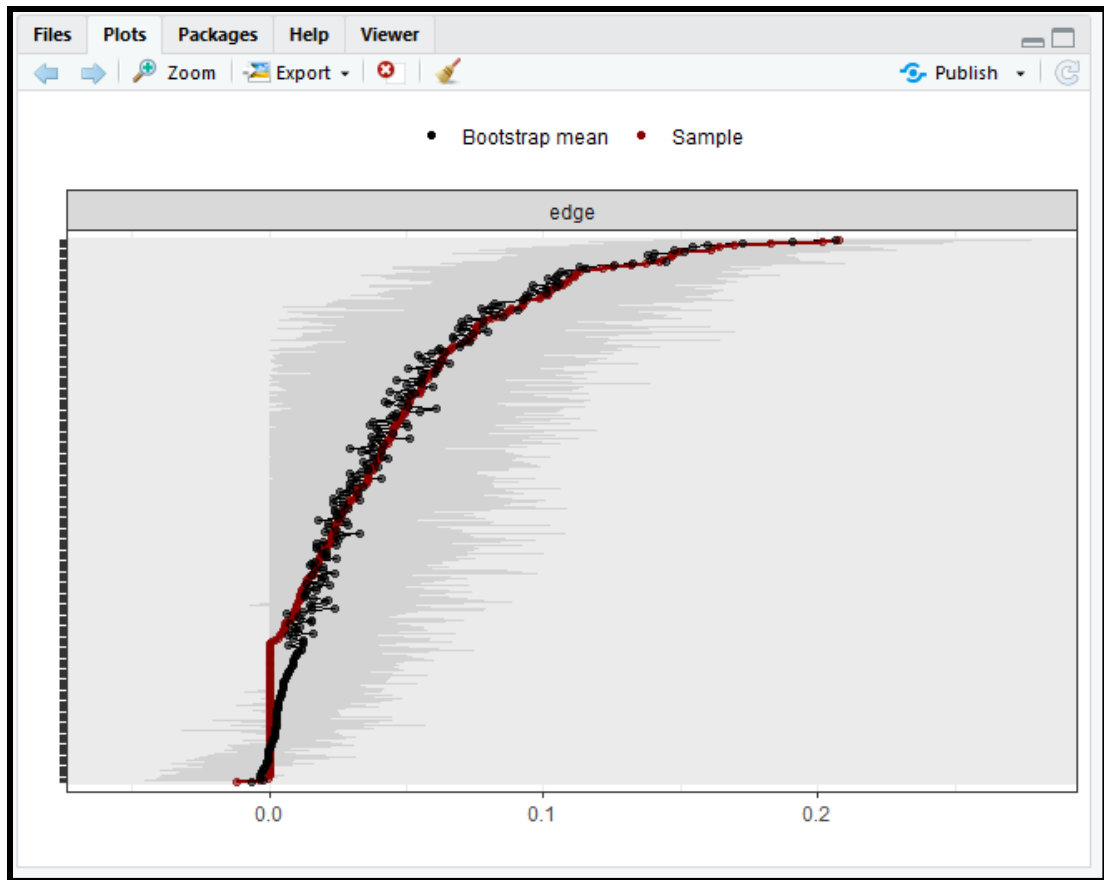 Files Plots Packages Help Viewer
Zoom Export Publish
Bootstrap mean Sample
edge
0.0 0.1 0.2